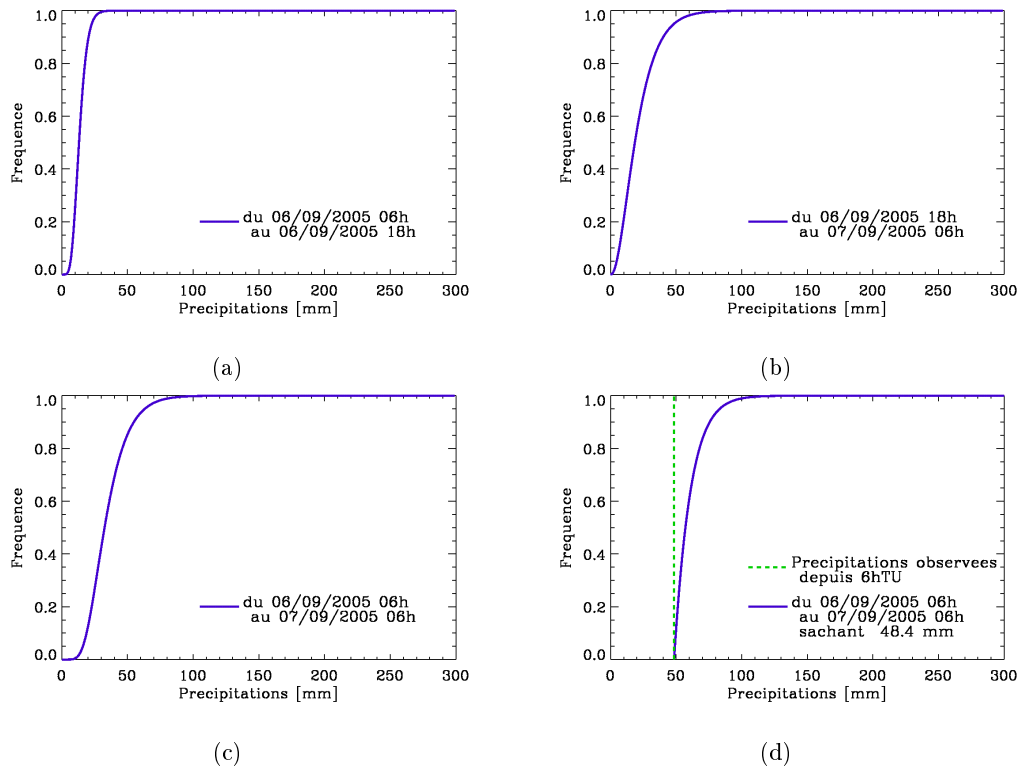 1.0
0.8
0.6
0.4
0.2
0.0
Frequence
du 06/09/2005 06h
au 06/09/2005 18h
0 50 100 150 200 250 300
Precipitations [mm]
(a)
1.0
0.8
0.6
0.4
0.2
0.0
Frequence
du 06/09/2005 18h
au 07/09/2005 06h
0 50 100 150 200 250 300
Precipitations [mm]
(b)
1.0
0.8
0.6
0.4
0.2
0.0
Frequence
du 06/09/2005 06h
au 07/09/2005 06h
0 50 100 150 200 250 300
Precipitations [mm]
(c)
1.0
0.8
0.6
0.4
0.2
0.0
Frequence
Precipitations observees
depuis 6hTU
du 06/09/2005 06h
au 07/09/2005 06h
sachant 48.4 mm
0 50 100 150 200 250 300
Precipitations [mm]
(d)